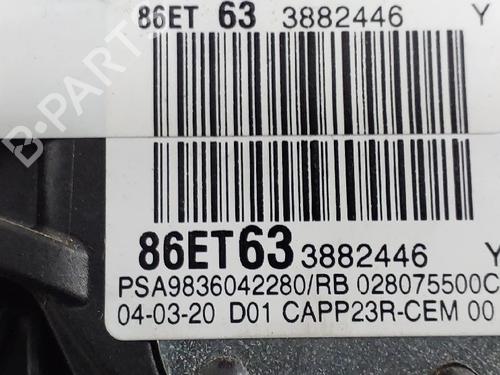 86ET 63 3882446 Y
B-Parts
86ET63 3882446 Y
PSA9836042280/RB 028075500C
04-03-20 D01 CAPP23R-CEM 00